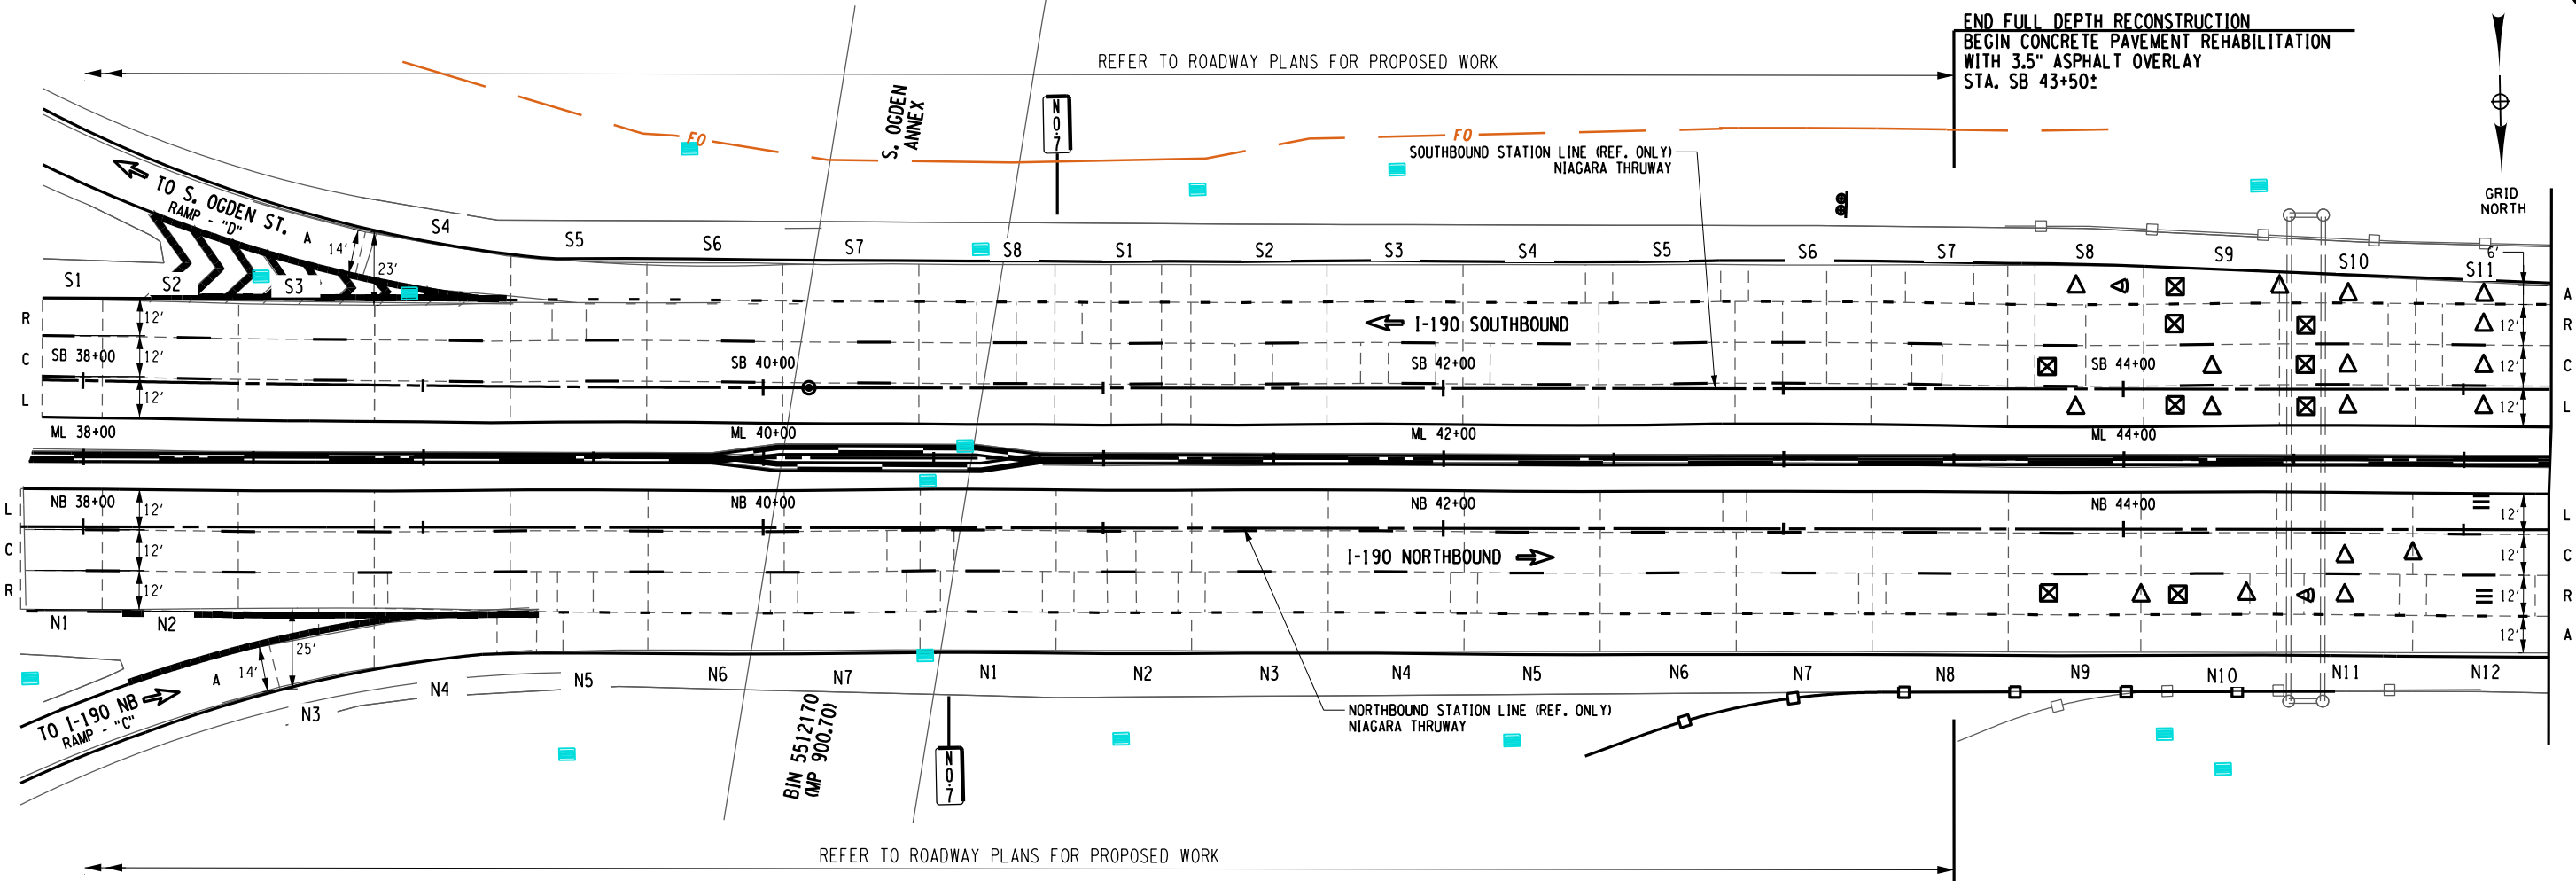 END FULL DEPTH RECONSTRUCTION
BEGIN CONCRETE PAVEMENT REHABILITATION
WITH 3.5" ASPHALT OVERLAY
STA. SB 43+50±
REFER TO ROADWAY PLANS FOR PROPOSED WORK
S. OGDEN
ANNEX
N
0
.
7
FO
FO
SOUTHBOUND STATION LINE (REF. ONLY)
NIAGARA THRUWAY
GRID
NORTH
TO S. OGDEN ST.
RAMP - "D"
A
14'
23'
6'
S1
S2
S3
S4
S5
S6
S7
S8
S1
S2
S3
S4
S5
S6
S7
S8
S9
S10
S11
A
R
12'
I-190 SOUTHBOUND
12'
R
C
SB 38+00
12'
SB 40+00
SB 42+00
SB 44+00
12'
C
L
12'
12'
L
ML 38+00
ML 40+00
ML 42+00
ML 44+00
L
NB 38+00
12'
NB 40+00
NB 42+00
NB 44+00
12'
L
C
12'
I-190 NORTHBOUND
12'
C
R
12'
12'
R
12'
A
N1
N2
N3
N4
N5
N6
N7
N1
N2
N3
N4
N5
N6
N7
N8
N9
N10
N11
N12
25'
14'
A
TO I-190 NB
RAMP - "C"
BIN 5512170
(MP 900.70)
N
0
.
7
NORTHBOUND STATION LINE (REF. ONLY)
NIAGARA THRUWAY
REFER TO ROADWAY PLANS FOR PROPOSED WORK